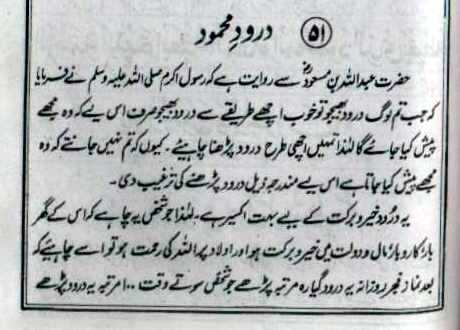 ۵۱ درودِ محمود
حضرت عبداللہ بن مسعودؓ سے روایت ہے کہ رسول اکرم صلی اللہ علیہ وسلم نے فرمایا
کہ جب تم لوگ درود بھیجو تو خوب اچھے طریقے سے درود بھیجو صرف اس لیے کہ وہ مجھے
پیش کیا جائے گا لہٰذا تمہیں اچھی طرح درود پڑھنا چاہیئے۔ کیوں کہ تم نہیں جانتے کہ وہ
مجھے پیش کیا جاتا ہے اس لیے مندرجہ ذیل درود پڑھنے کی ترغیب دی۔
یہ درُود خیر و برکت کے لیے بہت اکسیر ہے۔ لہٰذا جو شخص یہ چاہے کہ اس کے گھر
بار کاروبار مال و دولت میں خیر و برکت ہو اور اولاد پر اللہ کی رحمت ہو تو اسے چاہیئے کہ
بعد نماز فجر روزانہ یہ درود گیارہ مرتبہ پڑھے جو شخص سوتے وقت ۱۰۰ مرتبہ یہ درود پڑھے